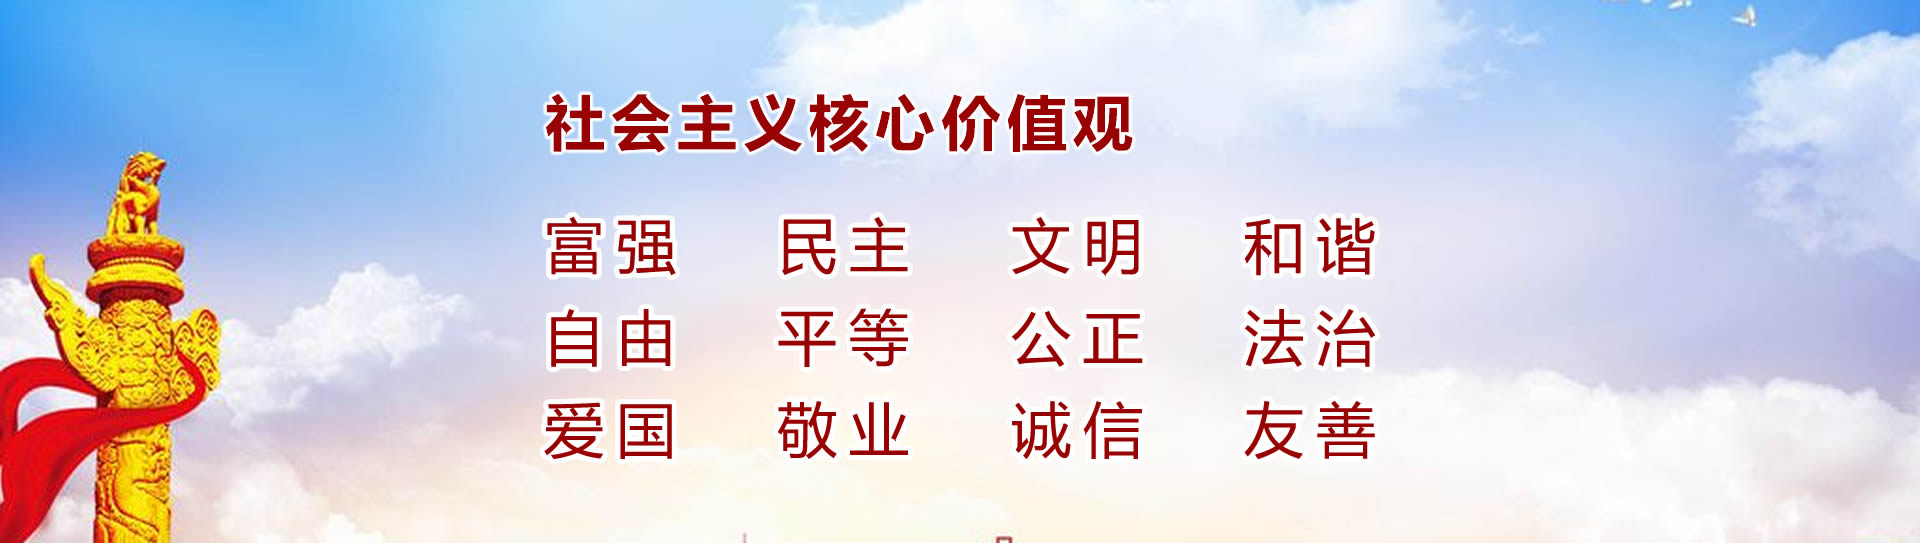 社会主义核心价值观
富强 民主 文明 和谐
自由 平等 公正 法治
爱国 敬业 诚信 友善